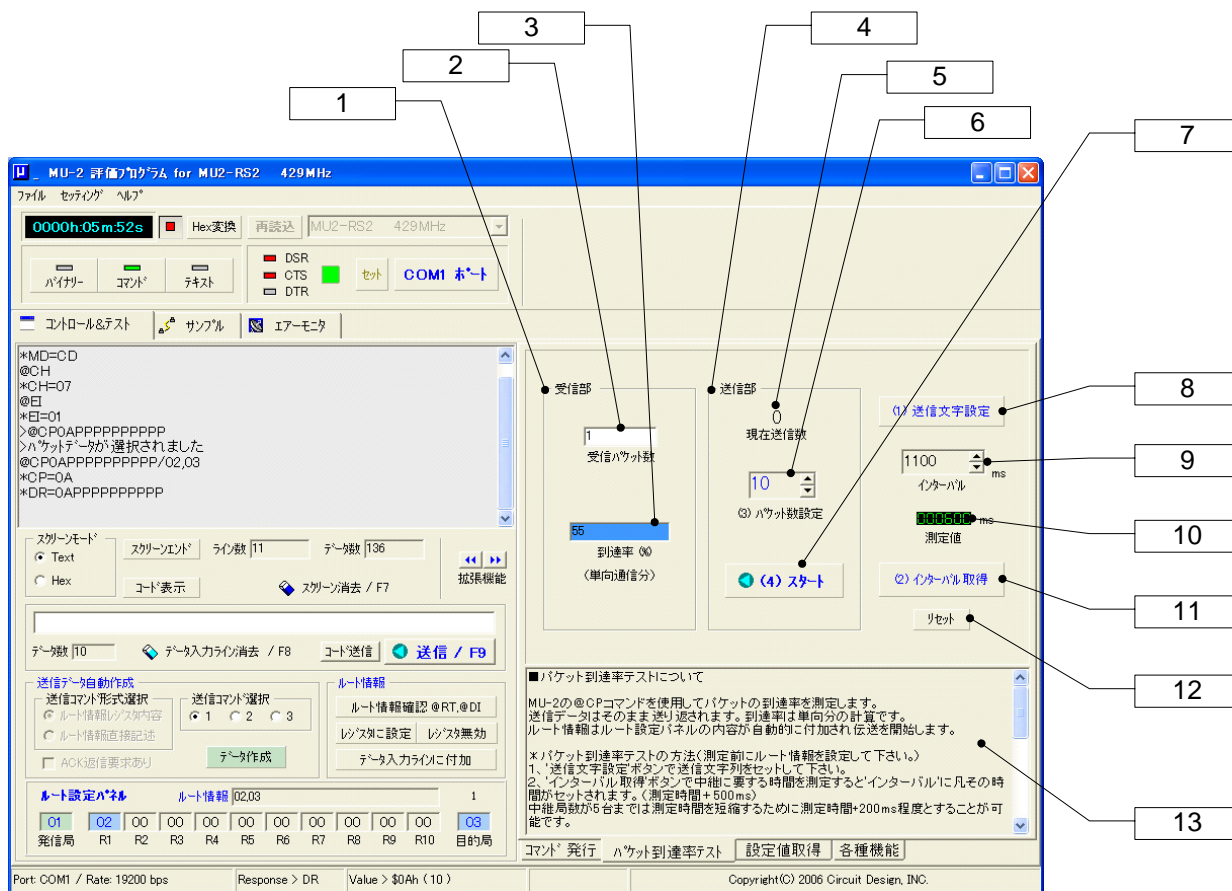 3
4
2
5
1
6
7
MU-2 評価ﾌﾟﾛｸﾞﾗﾑ for MU2-RS2 429MHz
ﾌｧｲﾙ ｾｯﾃｨﾝｸﾞ ﾍﾙﾌﾟ
0000h:05m:52s Hex変換 再読込 MU2-RS2 429MHz
DSR
CTS
DTR
ﾊﾞｲﾅﾘｰ ｺﾏﾝﾄﾞ ﾃｷｽﾄ
ｾｯﾄ COM1 ﾎﾟｰﾄ
ｺﾝﾄﾛｰﾙ&ﾃｽﾄ ｻﾝﾌﾟﾙ ｴｱｰﾓﾆﾀ
*MD=CD
@CH
*CH=07
@EI
*EI=01
>@CP0APPPPPPPPPP
>ﾊﾟｹｯﾄﾃﾞｰﾀが選択されました
@CP0APPPPPPPPPP/02,03
*CP=0A
*DR=0APPPPPPPPPP
ｽｸﾘｰﾝﾓｰﾄﾞ
Text
Hex
ｽｸﾘｰﾝｴﾝﾄﾞ ﾗｲﾝ数 11 ﾃﾞｰﾀ数 136
ｺｰﾄﾞ表示 ｽｸﾘｰﾝ消去 / F7
拡張機能
ﾃﾞｰﾀ数 10 ﾃﾞｰﾀ入力ﾗｲﾝ消去 / F8 ｺｰﾄﾞ送信 送信 / F9
送信ﾃﾞｰﾀ自動作成
送信ｺﾏﾝﾄﾞ形式選択
ﾙｰﾄ情報ﾚｼﾞｽﾀ内容
ﾙｰﾄ情報直接記述
ACK返信要求あり
送信ｺﾏﾝﾄﾞ選択
1 2 3
ﾃﾞｰﾀ作成
ﾙｰﾄ情報
ﾙｰﾄ情報確認 @RT,@DI
ﾚｼﾞｽﾀに設定 ﾚｼﾞｽﾀ無効
ﾃﾞｰﾀ入力ﾗｲﾝに付加
ﾙｰﾄ設定ﾊﾟﾈﾙ ﾙｰﾄ情報 02,03 1
01 02 00 00 00 00 00 00 00 00 00 03
発信局 R1 R2 R3 R4 R5 R6 R7 R8 R9 R10 目的局
受信部
1
受信ﾊﾟｹｯﾄ数
55
到達率 (%)
(単向通信分)
送信部
0
現在送信数
10
(3) ﾊﾟｹｯﾄ数設定
(4) ｽﾀｰﾄ
(1) 送信文字設定
1100 ms
ｲﾝﾀｰﾊﾞﾙ
000600 ms
測定値
(2) ｲﾝﾀｰﾊﾞﾙ取得
ﾘｾｯﾄ
8
9
10
11
12
13
■パケット到達率テストについて
MU-2の@CPコマンドを使用してパケットの到達率を測定します。
送信データはそのまま送り返されます。到達率は単向分の計算です。
ルート情報はルート設定パネルの内容が自動的に付加され伝送を開始します。
*パケット到達率テストの方法(測定前にルート情報を設定して下さい。)
1、'送信文字設定'ボタンで送信文字列をセットして下さい。
2、'インターバル取得'ボタンで中継に要する時間を測定すると'インターバル'に凡その時
間がセットされます。(測定時間+500ms)
中継局数が5台までは測定時間を短縮するために測定時間+200ms程度とすることが可
能です。
ｺﾏﾝﾄﾞ発行 ﾊﾟｹｯﾄ到達率ﾃｽﾄ 設定値取得 各種機能
Port: COM1 / Rate: 19200 bps Response > DR Value > $0Ah ( 10 ) Copyright(C) 2006 Circuit Design, INC.